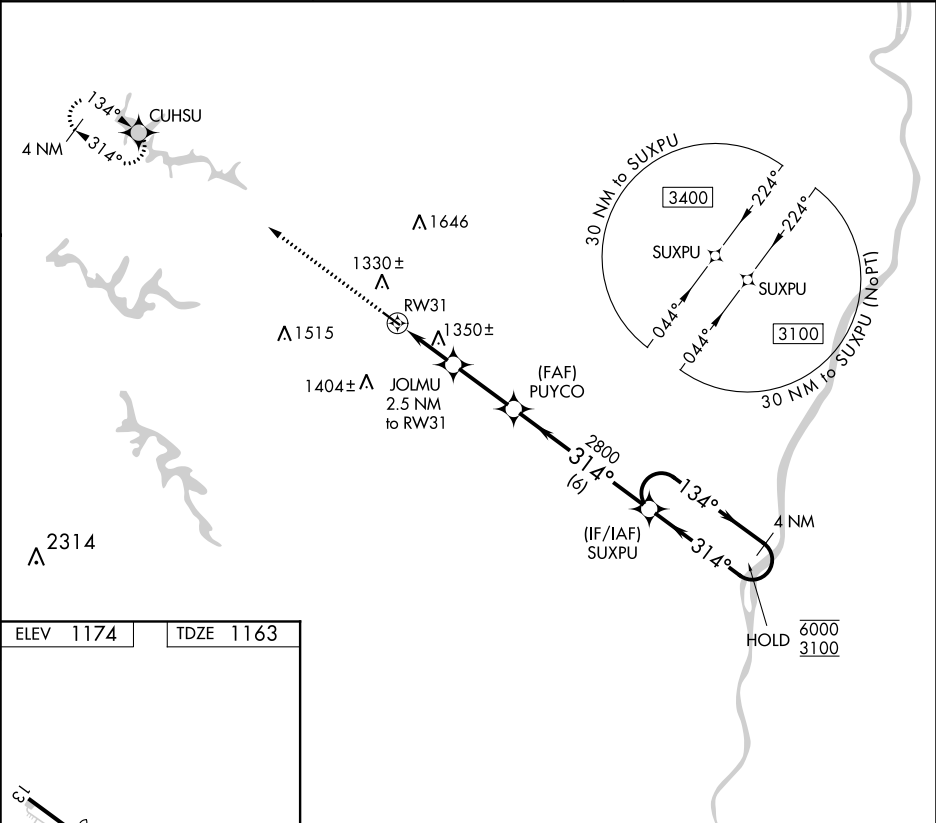 134°
CUHSU
4 NM
314°
30 NM to SUXPU
3400
224°
SUXPU
044°
224°
SUXPU
044°
3100
30 NM to SUXPU (NoPT)
1646
1330±
RW31
1515
1350±
1404±
JOLMU
2.5 NM
to RW31
(FAF)
PUYCO
2800
314°
(6)
134°
4 NM
(IF/IAF)
SUXPU
314°
2314
HOLD
6000
3100
ELEV 1174
TDZE 1163
13